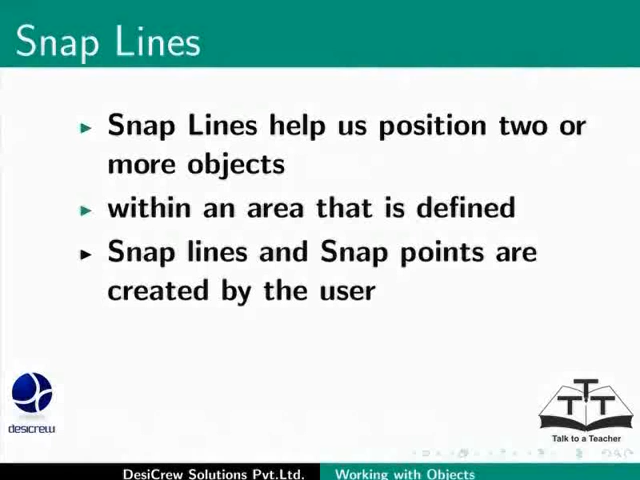 Snap Lines
Snap Lines help us position two or
more objects
within an area that is defined
Snap lines and Snap points are
created by the user
desicrew
T T T
Talk to a Teacher
DesiCrew Solutions Pvt.Ltd. Working with Objects